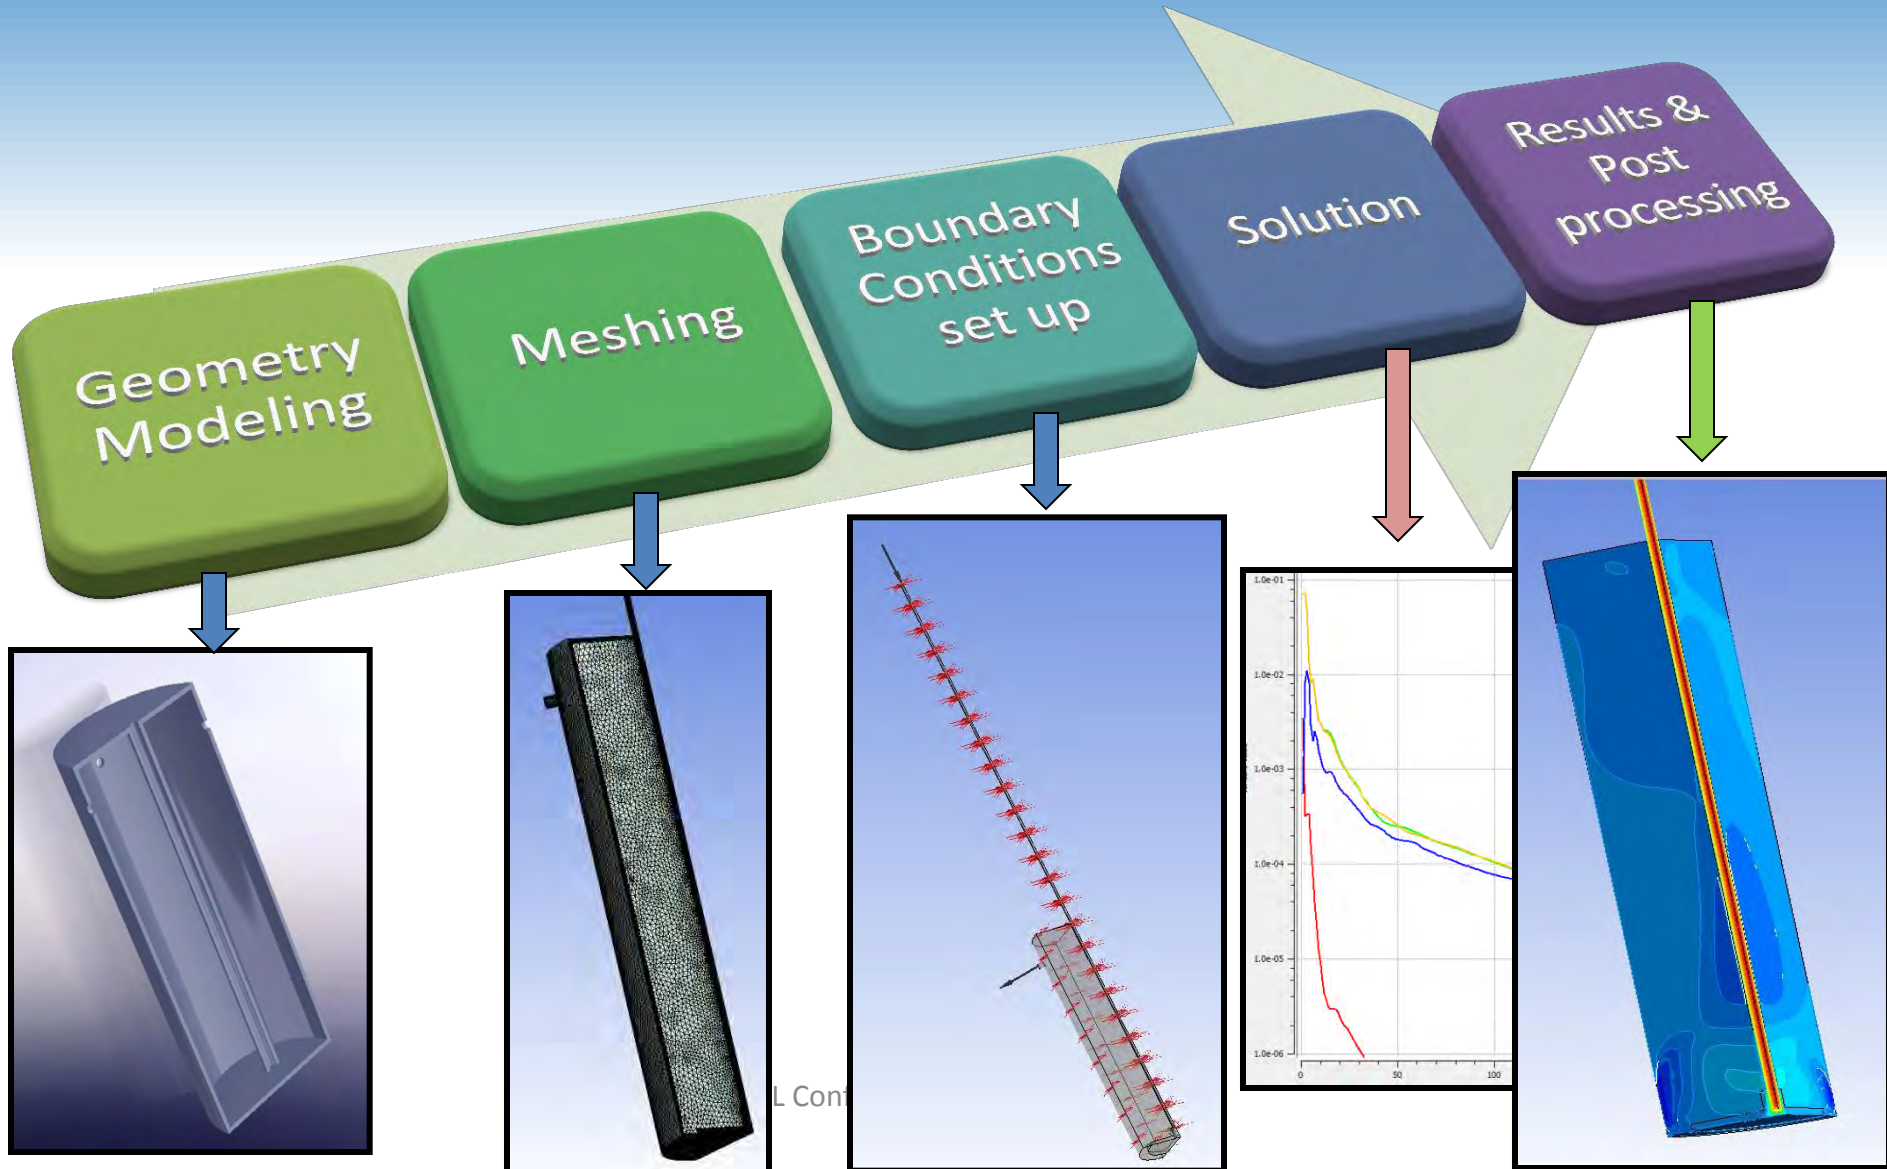 Geometry
Modeling
Meshing
Boundary
Conditions
set up
Solution
Results &
Post
processing
1.0e-01
1.0e-02
1.0e-03
1.0e-04
1.0e-05
1.0e-06
0
50
100
L Conf